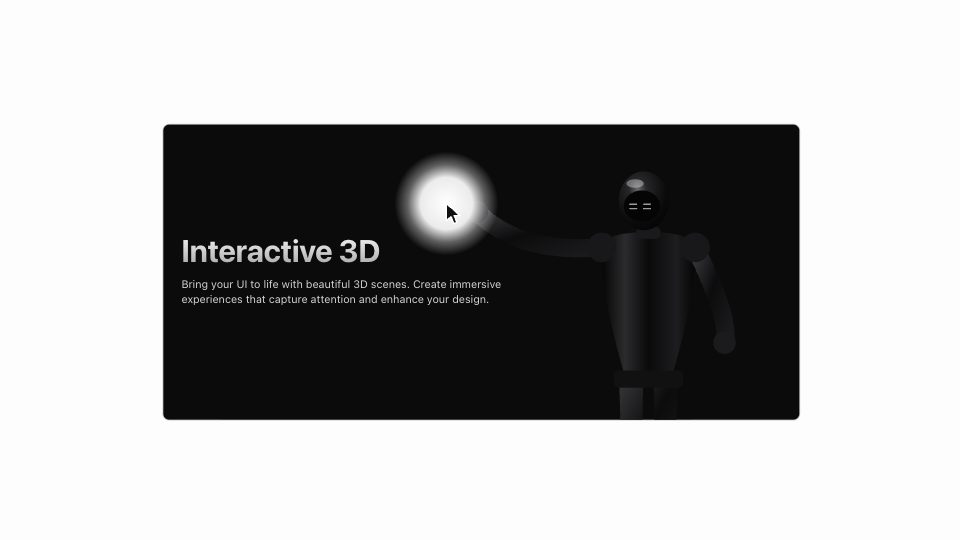 Interactive 3D
Bring your UI to life with beautiful 3D scenes. Create immersive
experiences that capture attention and enhance your design.